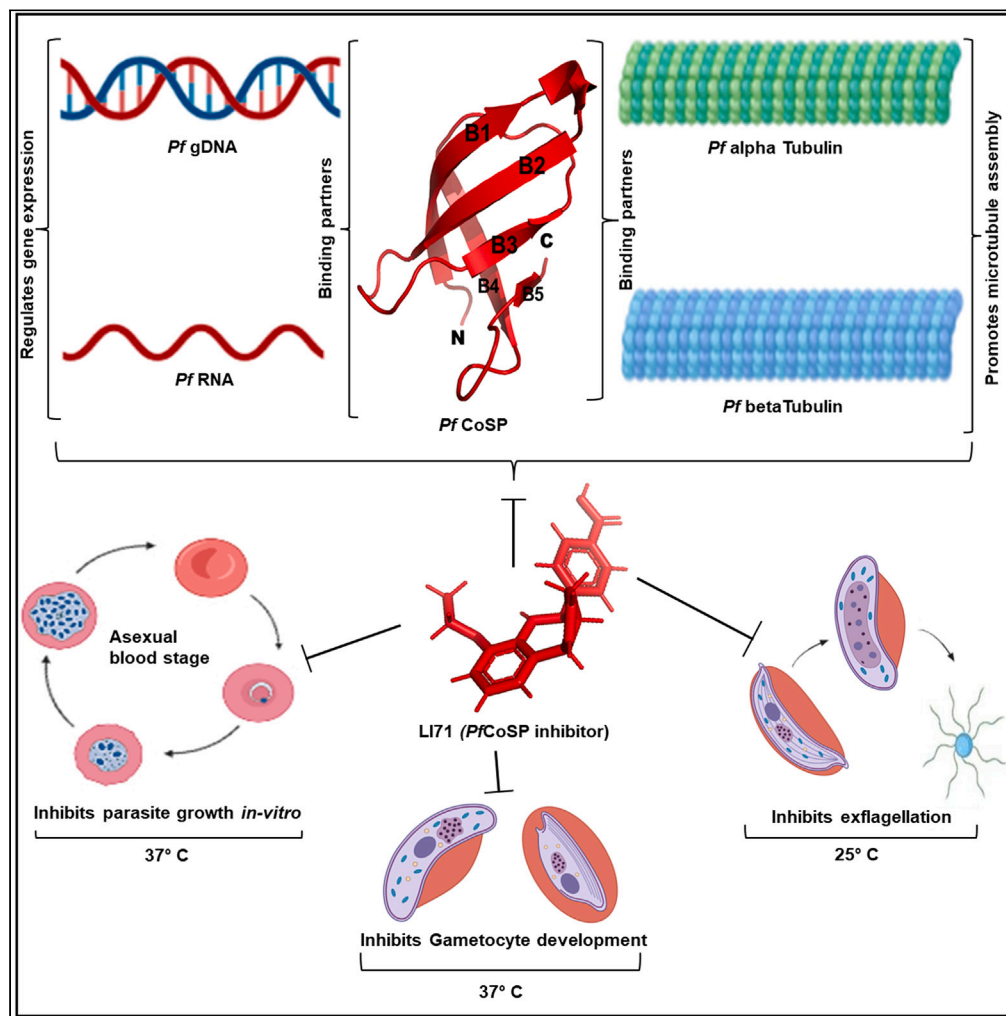 Regulates gene expression
Pf gDNA
Pf RNA
Binding partners
B1
B2
B3
C
B4
B5
N
Pf CoSP
Binding partners
Pf alpha Tubulin
Pf betaTubulin
Promotes microtubule assembly
Asexual
blood stage
Inhibits parasite growth in-vitro
37° C
LI71 (PfCoSP inhibitor)
Inhibits Gametocyte development
37° C
Inhibits exflagellation
25° C